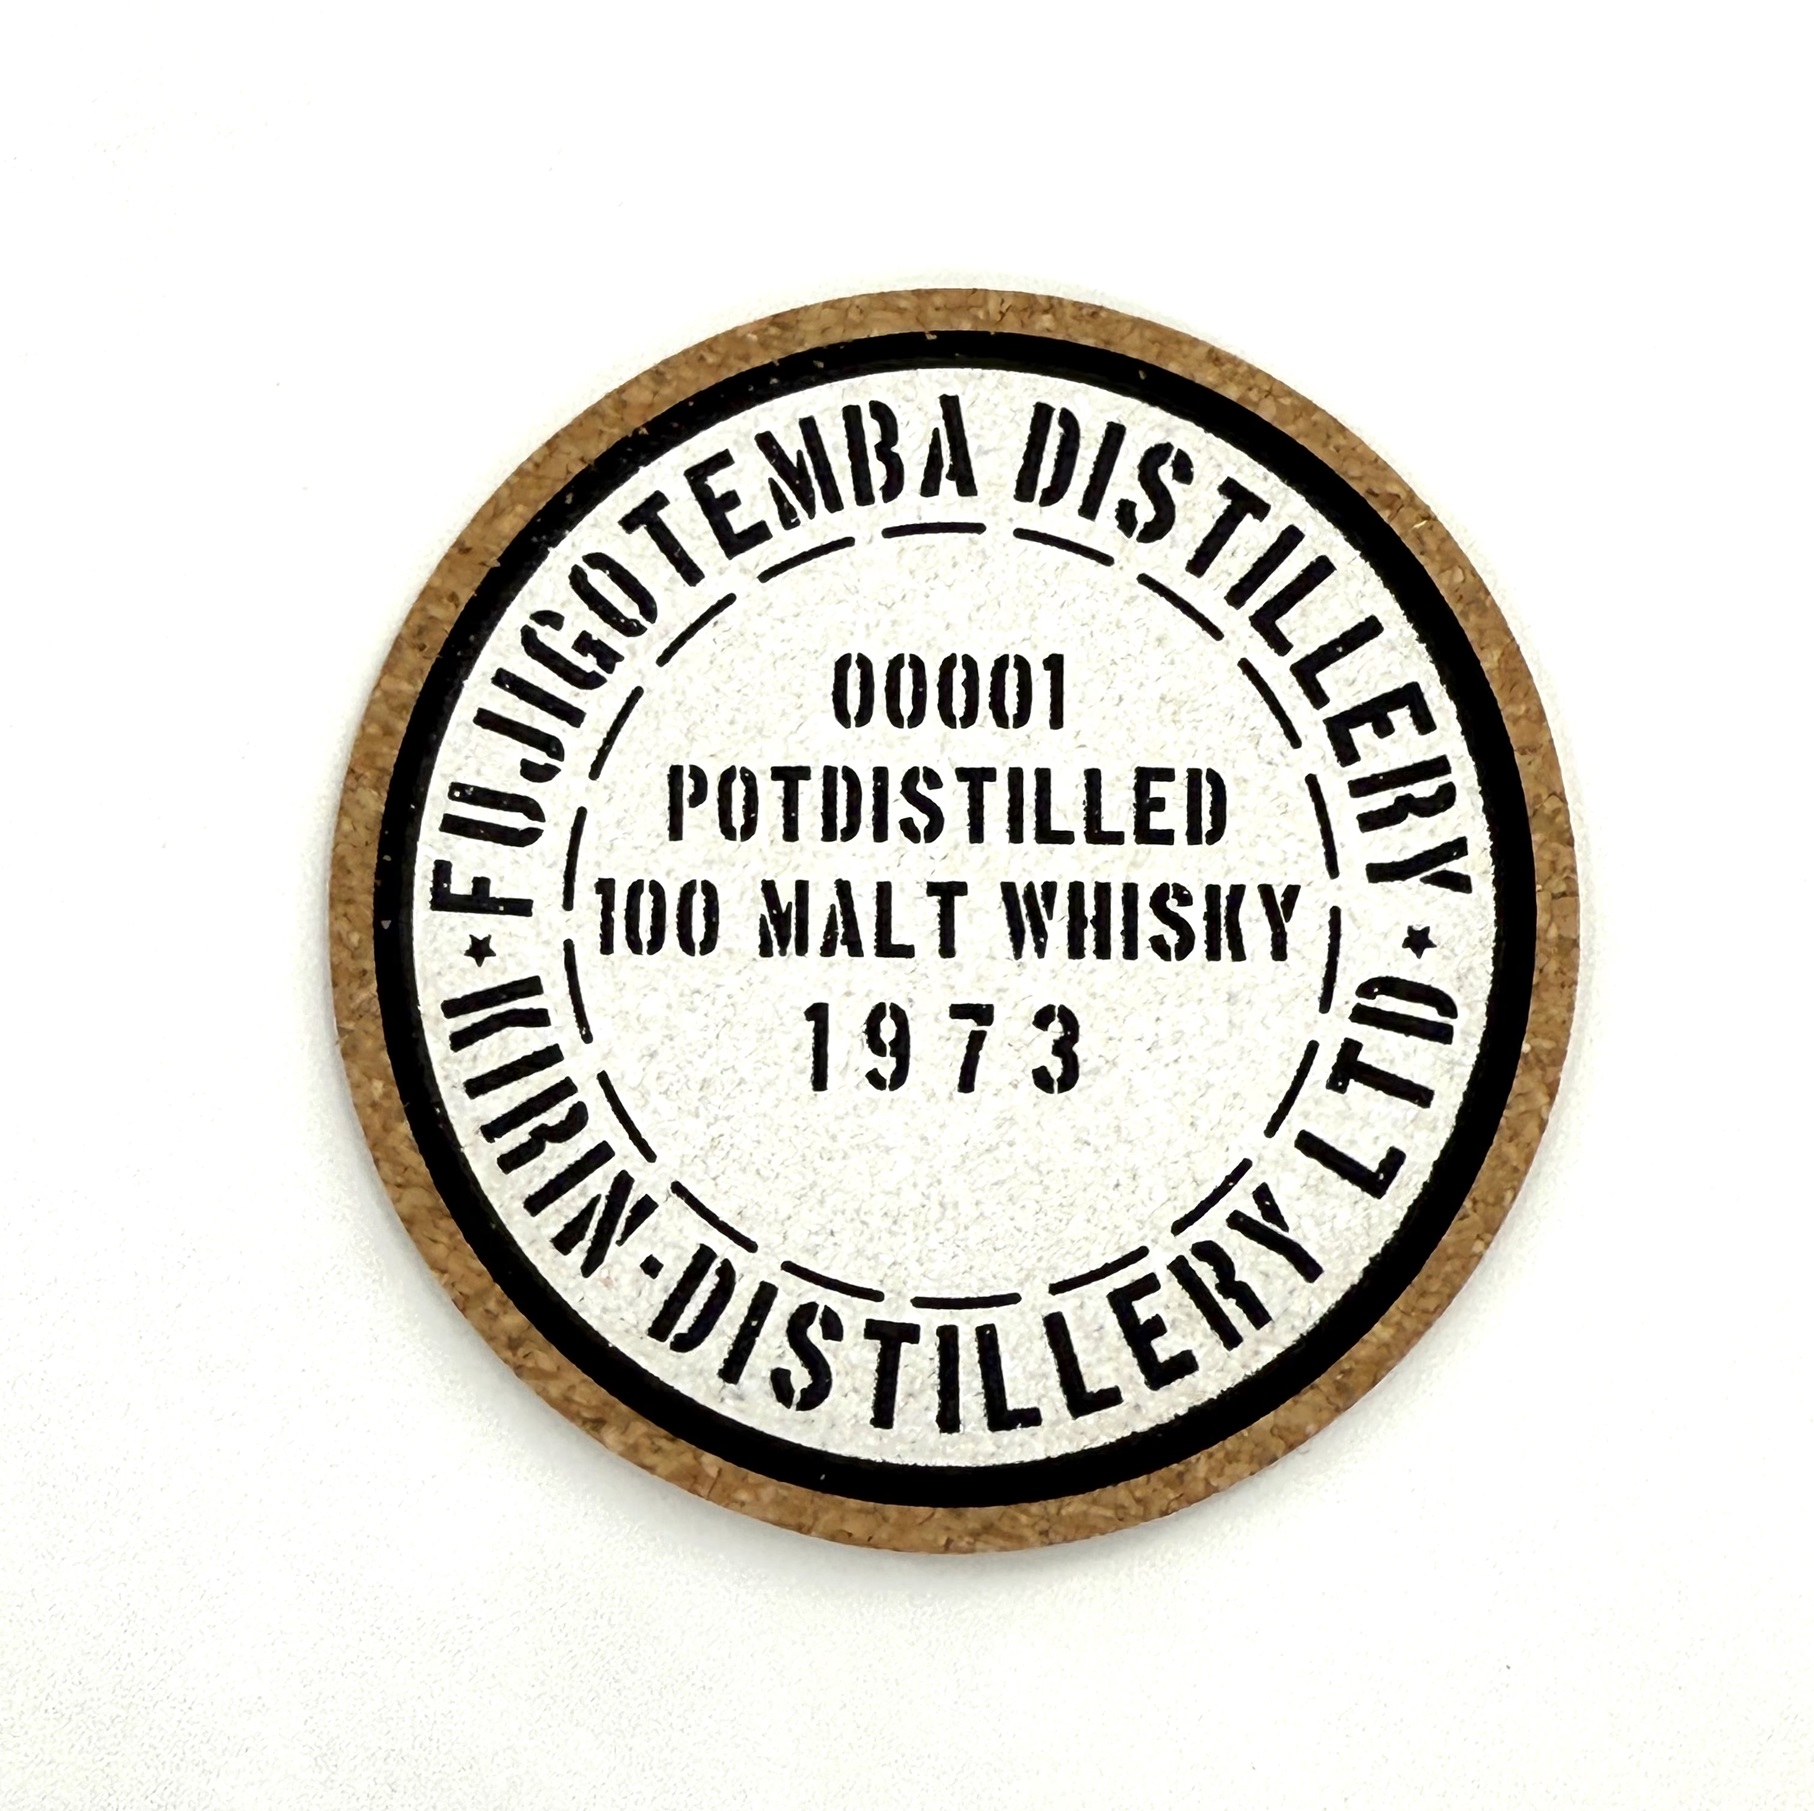 FUJIGOTEMBA DISTILLERY
00001
POTDISTILLED
100 MALT WHISKY
1973
KIRIN-DISTILLERY LTD